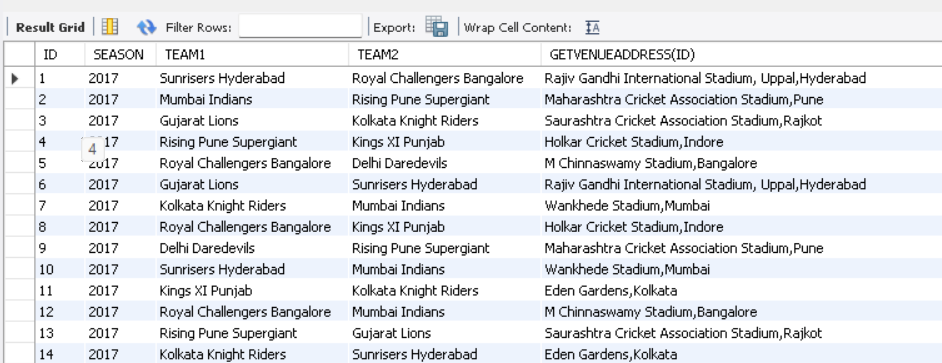 Result Grid Filter Rows: Export: Wrap Cell Content:
ID SEASON TEAM1 TEAM2 GETVENUEADDRESS(ID)
1 2017 Sunrisers Hyderabad Royal Challengers Bangalore Rajiv Gandhi International Stadium, Uppal,Hyderabad
2 2017 Mumbai Indians Rising Pune Supergiant Maharashtra Cricket Association Stadium,Pune
3 2017 Gujarat Lions Kolkata Knight Riders Saurashtra Cricket Association Stadium,Rajkot
4 17 Rising Pune Supergiant Kings XI Punjab Holkar Cricket Stadium,Indore
4
5 2017 Royal Challengers Bangalore Delhi Daredevils M Chinnaswamy Stadium,Bangalore
6 2017 Gujarat Lions Sunrisers Hyderabad Rajiv Gandhi International Stadium, Uppal,Hyderabad
7 2017 Kolkata Knight Riders Mumbai Indians Wankhede Stadium,Mumbai
8 2017 Royal Challengers Bangalore Kings XI Punjab Holkar Cricket Stadium,Indore
9 2017 Delhi Daredevils Rising Pune Supergiant Maharashtra Cricket Association Stadium,Pune
10 2017 Sunrisers Hyderabad Mumbai Indians Wankhede Stadium,Mumbai
11 2017 Kings XI Punjab Kolkata Knight Riders Eden Gardens,Kolkata
12 2017 Royal Challengers Bangalore Mumbai Indians M Chinnaswamy Stadium,Bangalore
13 2017 Rising Pune Supergiant Gujarat Lions Saurashtra Cricket Association Stadium,Rajkot
14 2017 Kolkata Knight Riders Sunrisers Hyderabad Eden Gardens,Kolkata